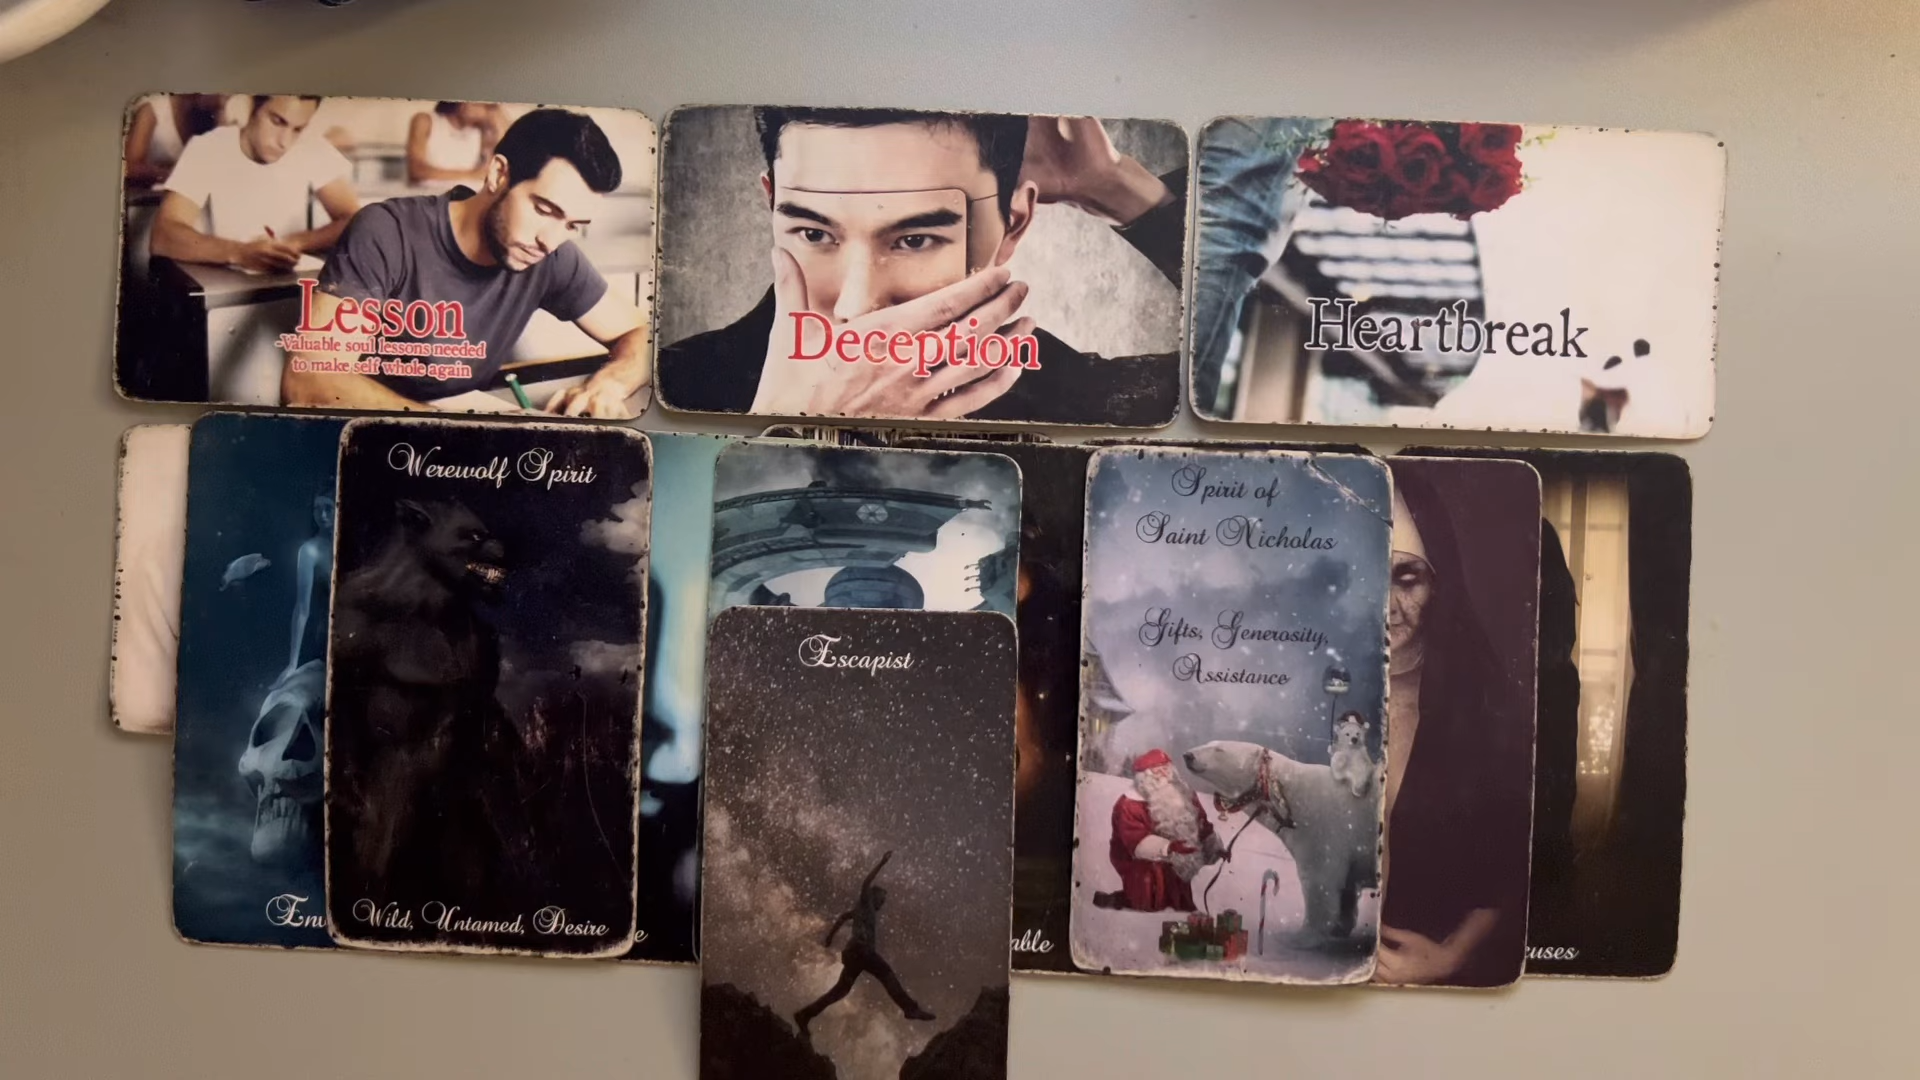 Lesson
-Valuable soul lessons needed
to make self whole again
Deception
Heartbreak
Werewolf Spirit
Wild, Untamed, Desire
Escapist
Spirit of
Saint Nicholas
Gifts, Generosity,
Assistance